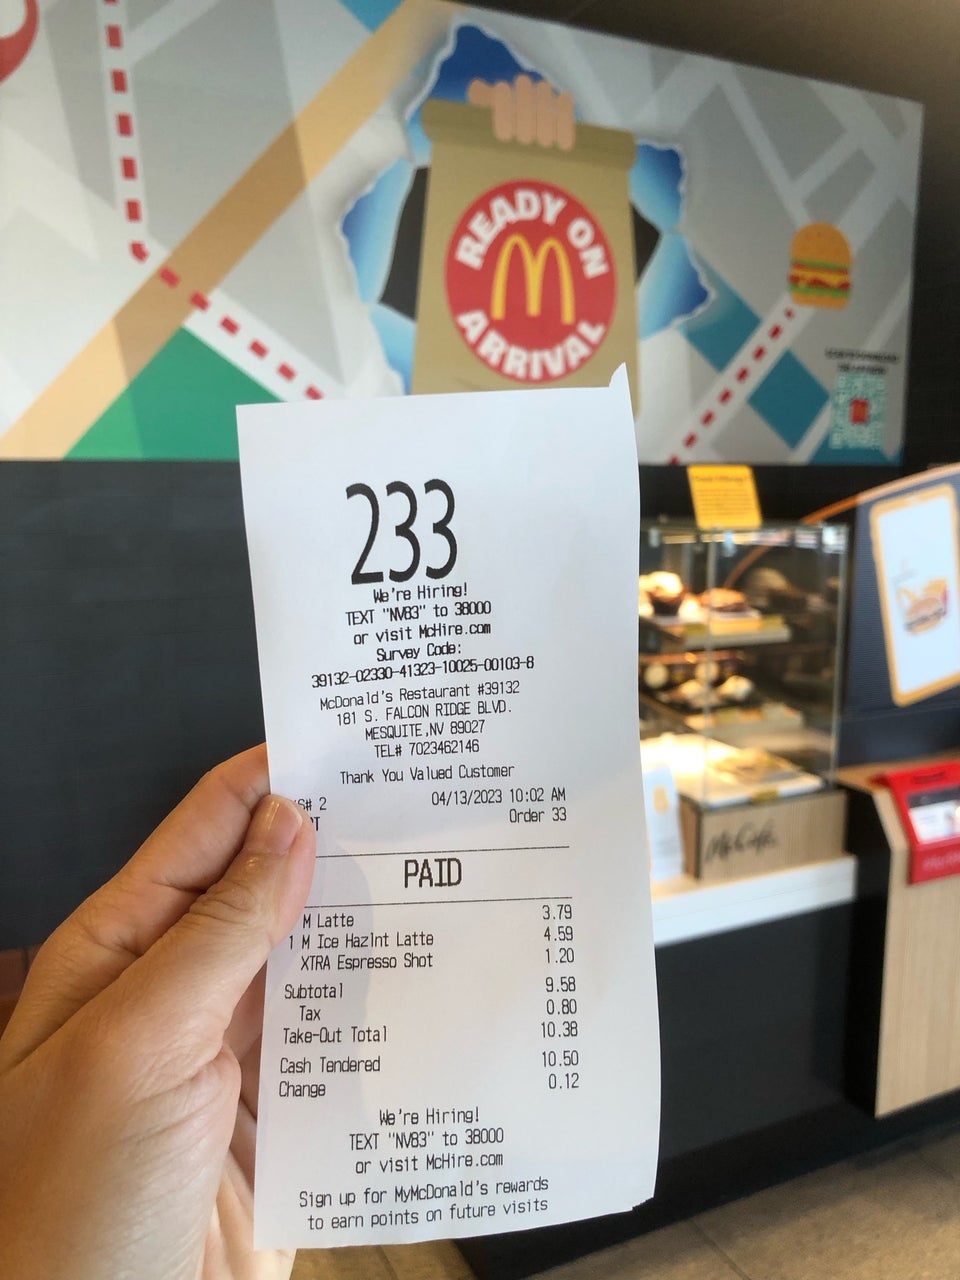 READY ON
ARRIVAL
233
We're Hiring!
TEXT "NV83" to 38000
or visit McHire.com
Survey Code:
39132-02330-41323-10025-00103-8
McDonald's Restaurant #39132
181 S. FALCON RIDGE BLVD.
MESQUITE,NV 89027
TEL# 7023462146
Thank You Valued Customer
S# 2 04/13/2023 10:02 AM
Order 33
PAID
M Latte 3.79
1 M Ice Hazlnt Latte 4.59
XTRA Espresso Shot 1.20
Subtotal 9.58
Tax 0.80
Take-Out Total 10.38
Cash Tendered 10.50
Change 0.12
We're Hiring!
TEXT "NV83" to 38000
or visit McHire.com
Sign up for MyMcDonald's rewards
to earn points on future visits
McCafé